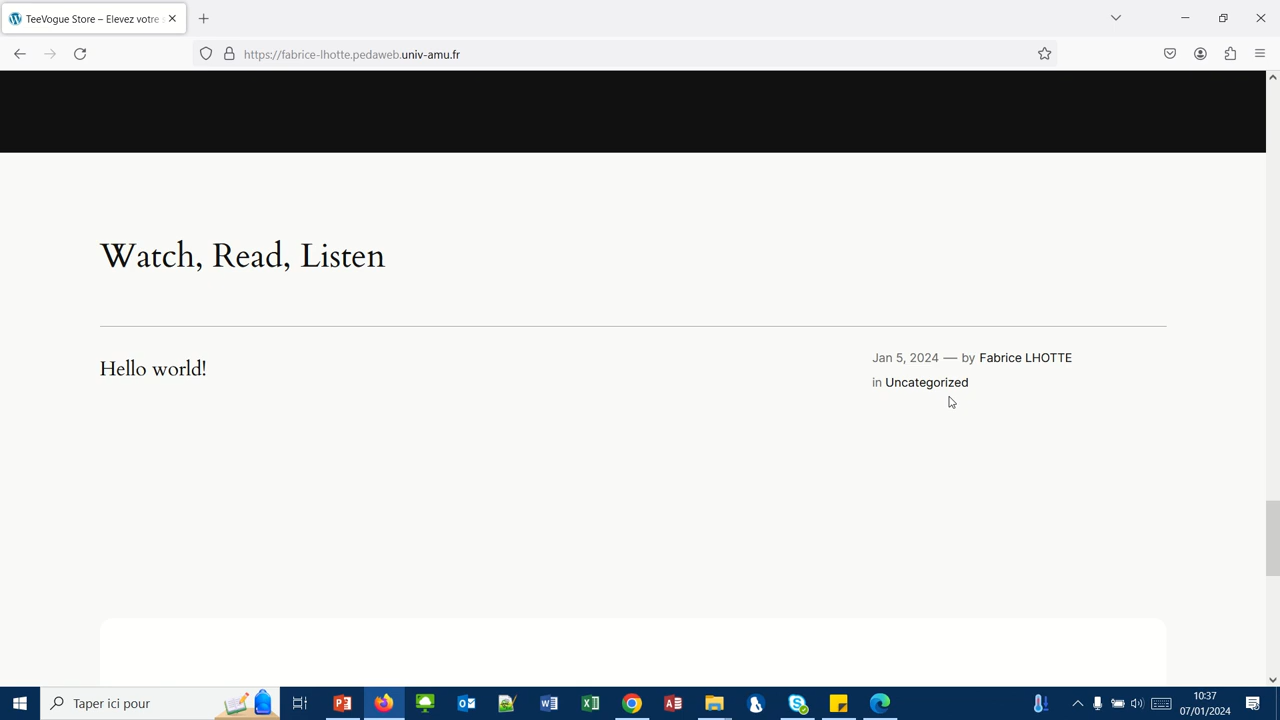 TeeVogue Store – Elevez votre
https://fabrice-lhotte.pedaweb.univ-amu.fr
Watch, Read, Listen
Hello world!
Jan 5, 2024 — by Fabrice LHOTTE
in Uncategorized
Taper ici pour
10:37
07/01/2024